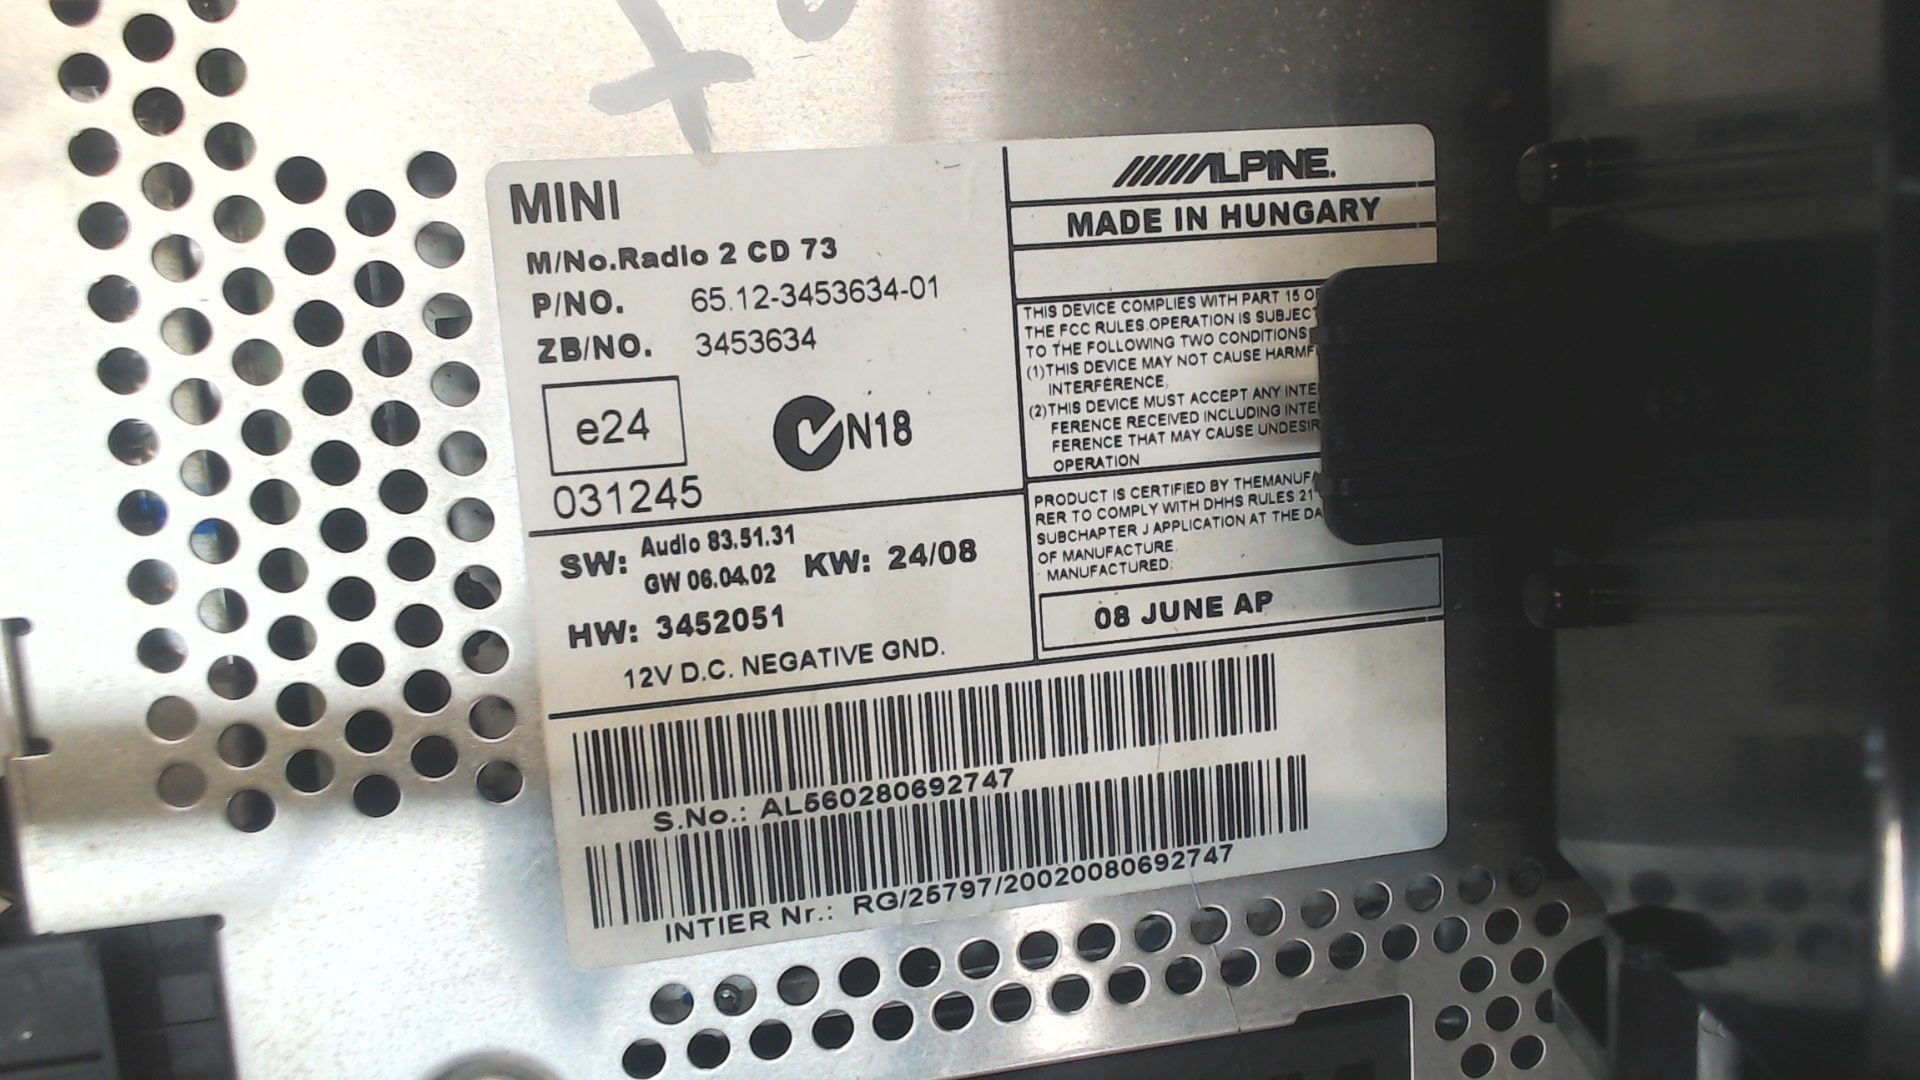 MINI
M/No.Radio 2 CD 73
P/NO. 65.12-3453634-01
ZB/NO. 3453634
e24
031245
N18
SW: Audio 83.51.31
GW 06.04.02
KW: 24/08
HW: 3452051
12V D.C. NEGATIVE GND.
ALPINE.
MADE IN HUNGARY
THIS DEVICE COMPLIES WITH PART 15
THE FCC RULES.OPERATION IS SUBJECT
TO THE FOLLOWING TWO CONDITIONS
(1)THIS DEVICE MAY NOT CAUSE
INTERFERENCE,
(2)THIS DEVICE MUST ACCEPT ANY INTE
FERENCE RECEIVED INCLUDING INTE
FERENCE THAT MAY CAUSE
OPERATION
PRODUCT IS CERTIFIED BY THEMANUF
RER TO COMPLY WITH DHHS RULES 21
SUBCHAPTER J APPLICATION AT THE
OF MANUFACTURE.
MANUFACTURED:
08 JUNE AP
S.No.: AL560280692747
INTIER Nr.: RG/25797/20020080692747